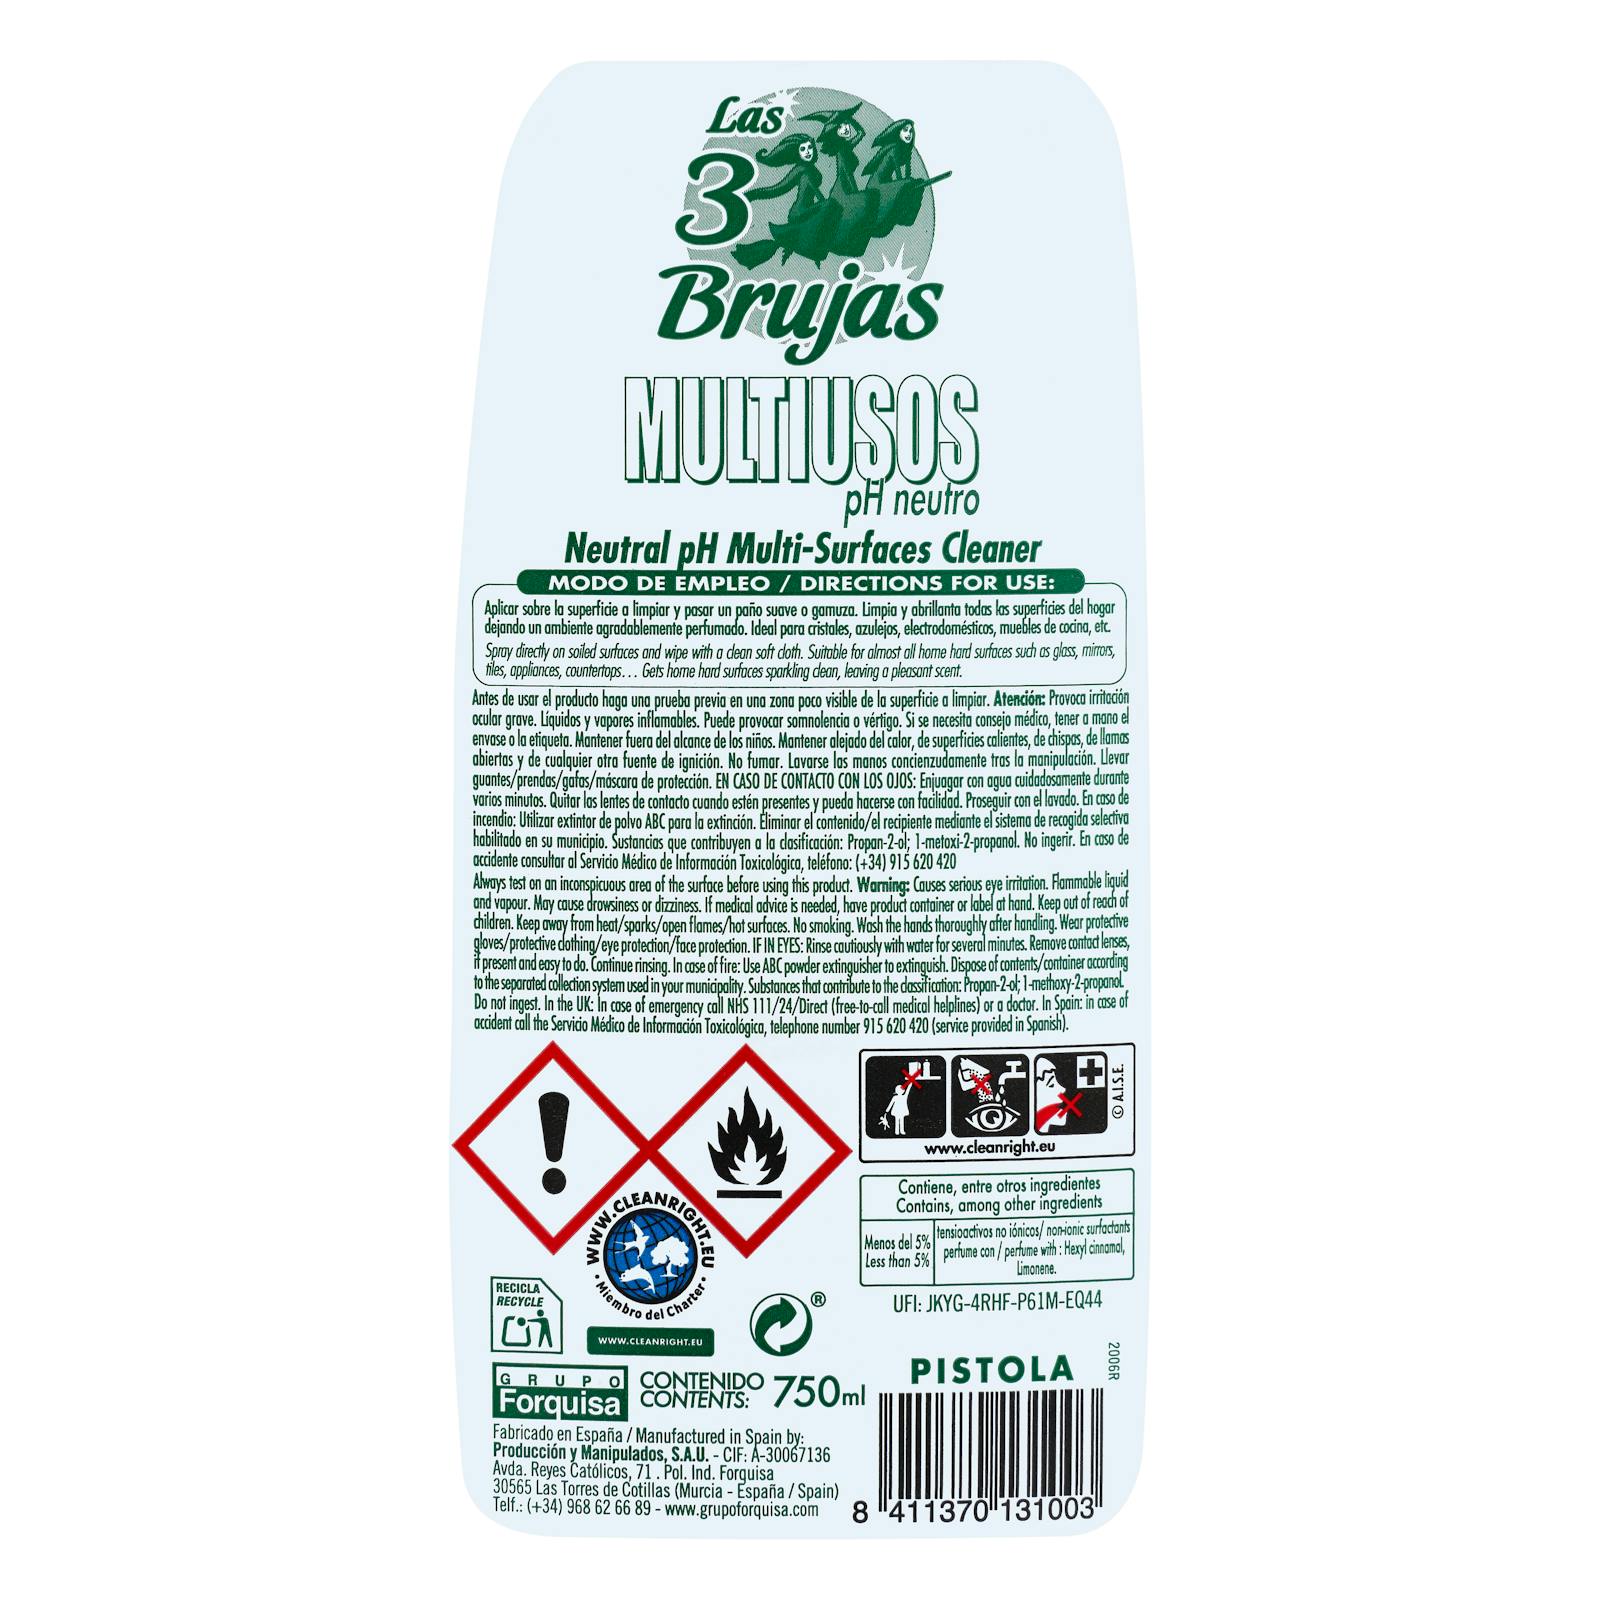 Las
3
Brujas
MULTIUSOS
pH neutro
Neutral pH Multi-Surfaces Cleaner
MODO DE EMPLEO / DIRECTIONS FOR USE:
Aplicar sobre la superficie a limpiar y pasar un paño suave o gamuza. Limpia y abrillanta todas las superficies del hogar
dejando un ambiente agradablemente perfumado. Ideal para cristales, azulejos, electrodomésticos, muebles de cocina, etc.
Spray directly on soiled surfaces and wipe with a clean soft cloth. Suitable for almost all home hard surfaces such as glass, mirrors,
tiles, appliances, countertops... Gets home hard surfaces sparkling clean, leaving a pleasant scent.
Antes de usar el producto haga una prueba previa en una zona poco visible de la superficie a limpiar. Atención: Provoca irritación
ocular grave. Líquidos y vapores inflamables. Puede provocar somnolencia o vértigo. Si se necesita consejo médico, tener a mano el
envase o la etiqueta. Mantener fuera del alcance de los niños. Mantener alejado del calor, de superficies calientes, de chispas, de llamas
abiertas y de cualquier otra fuente de ignición. No fumar. Lavarse las manos concienzudamente tras la manipulación. Llevar
guantes/prendas/gafas/máscara de protección. EN CASO DE CONTACTO CON LOS OJOS: Enjuagar con agua cuidadosamente durante
varios minutos. Quitar las lentes de contacto cuando estén presentes y pueda hacerse con facilidad. Proseguir con el lavado. En caso de
incendio: Utilizar extintor de polvo ABC para la extinción. Eliminar el contenido/el recipiente mediante el sistema de recogida selectiva
habilitado en su municipio. Sustancias que contribuyen a la clasificación: Propan-2-ol; 1-metoxi-2-propanol. No ingerir. En caso de
accidente consultar al Servicio Médico de Información Toxicológica, teléfono: (+34) 915 620 420
Always test on an inconspicuous area of the surface before using this product. Warning: Causes serious eye irritation. Flammable liquid
and vapour. May cause drowsiness or dizziness. If medical advice is needed, have product container or label at hand. Keep out of reach of
children. Keep away from heat/sparks/open flames/hot surfaces. No smoking. Wash the hands thoroughly after handling. Wear protective
gloves/protective clothing/eye protection/face protection. IF IN EYES: Rinse cautiously with water for several minutes. Remove contact lenses,
if present and easy to do. Continue rinsing. In case of fire: Use ABC powder extinguisher to extinguish. Dispose of contents/container according
to the separated collection system used in your municipality. Substances that contribute to the classification: Propan-2-ol; 1-methoxy-2-propanol.
Do not ingest. In the UK: In case of emergency call NHS 111/24/Direct (free-to-call medical helplines) or a doctor. In Spain: in case of
accident call the Servicio Médico de Información Toxicológica, telephone number 915 620 420 (service provided in Spanish).
© A.I.S.E.
www.cleanright.eu
Contiene, entre otros ingredientes
Contains, among other ingredients
Menos del 5%
Less than 5%
tensioactivos no iónicos/ non-ionic surfactants
perfume con / perfume with : Hexyl cinnamal,
Limonene.
UFI: JKYG-4RHF-P61M-EQ44
WWW.CLEANRIGHT.EU
• Miembro del Charter •
WWW.CLEANRIGHT.EU
RECICLA
RECYCLE
®
GRUPO
Forquisa
CONTENIDO
CONTENTS: 750ml
Fabricado en España / Manufactured in Spain by:
Producción y Manipulados, S.A.U. - CIF: A-30067136
Avda. Reyes Católicos, 71 . Pol. Ind. Forquisa
30565 Las Torres de Cotillas (Murcia - España / Spain)
Telf.: (+34) 968 62 66 89 - www.grupoforquisa.com
PISTOLA
2006R
8 411370 131003